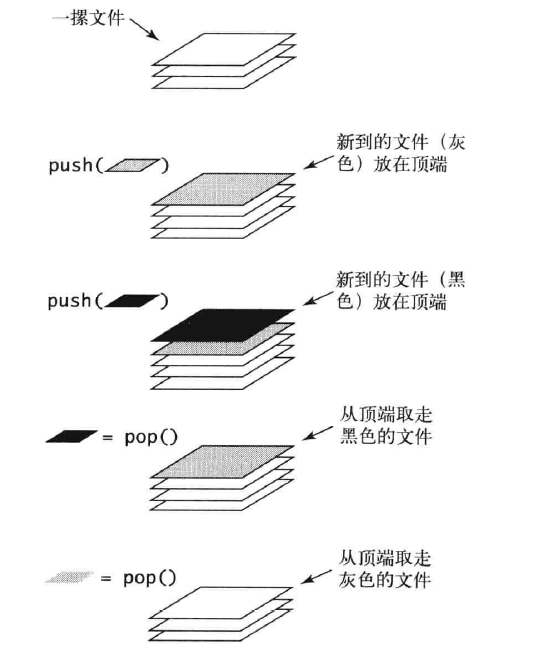 一摞文件
push( )
新到的文件（灰
色）放在顶端
push( )
新到的文件（黑
色）放在顶端
= pop()
从顶端取走
黑色的文件
= pop()
从顶端取走
灰色的文件